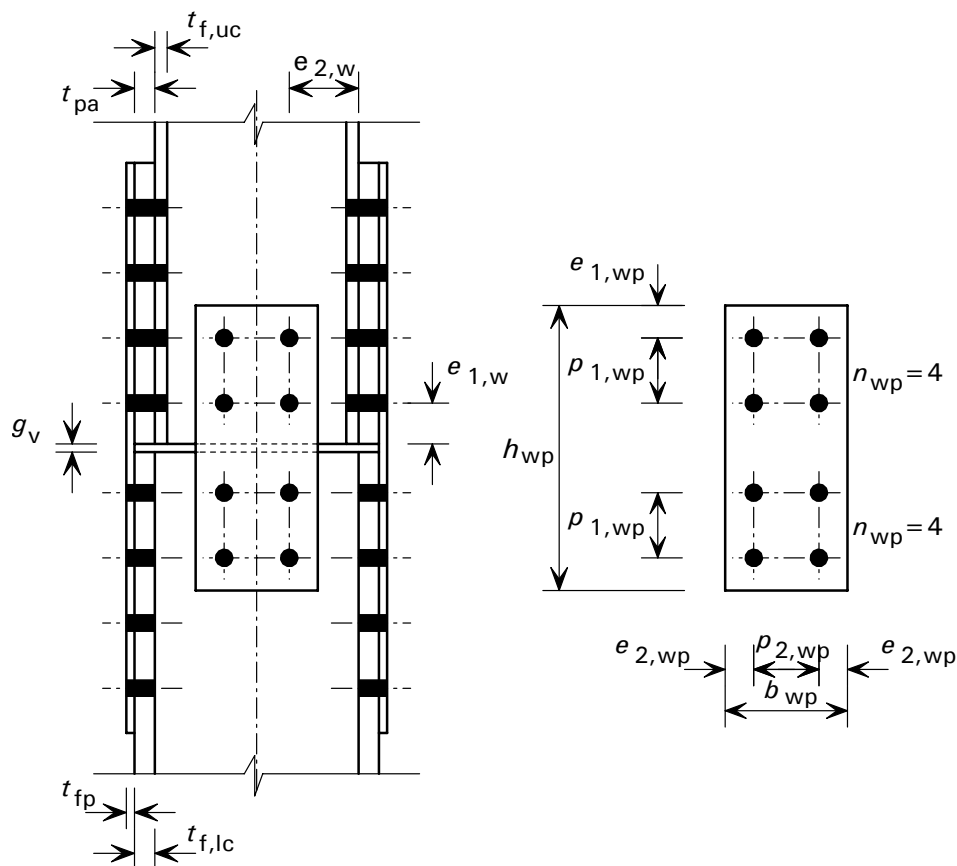 t f,uc
e 2,w
t pa
e 1,wp
p 1,wp
n wp = 4
e 1,w
g v
h wp
p 1,wp
n wp = 4
e 2,wp
p 2,wp
e 2,wp
b wp
t fp
t f,lc